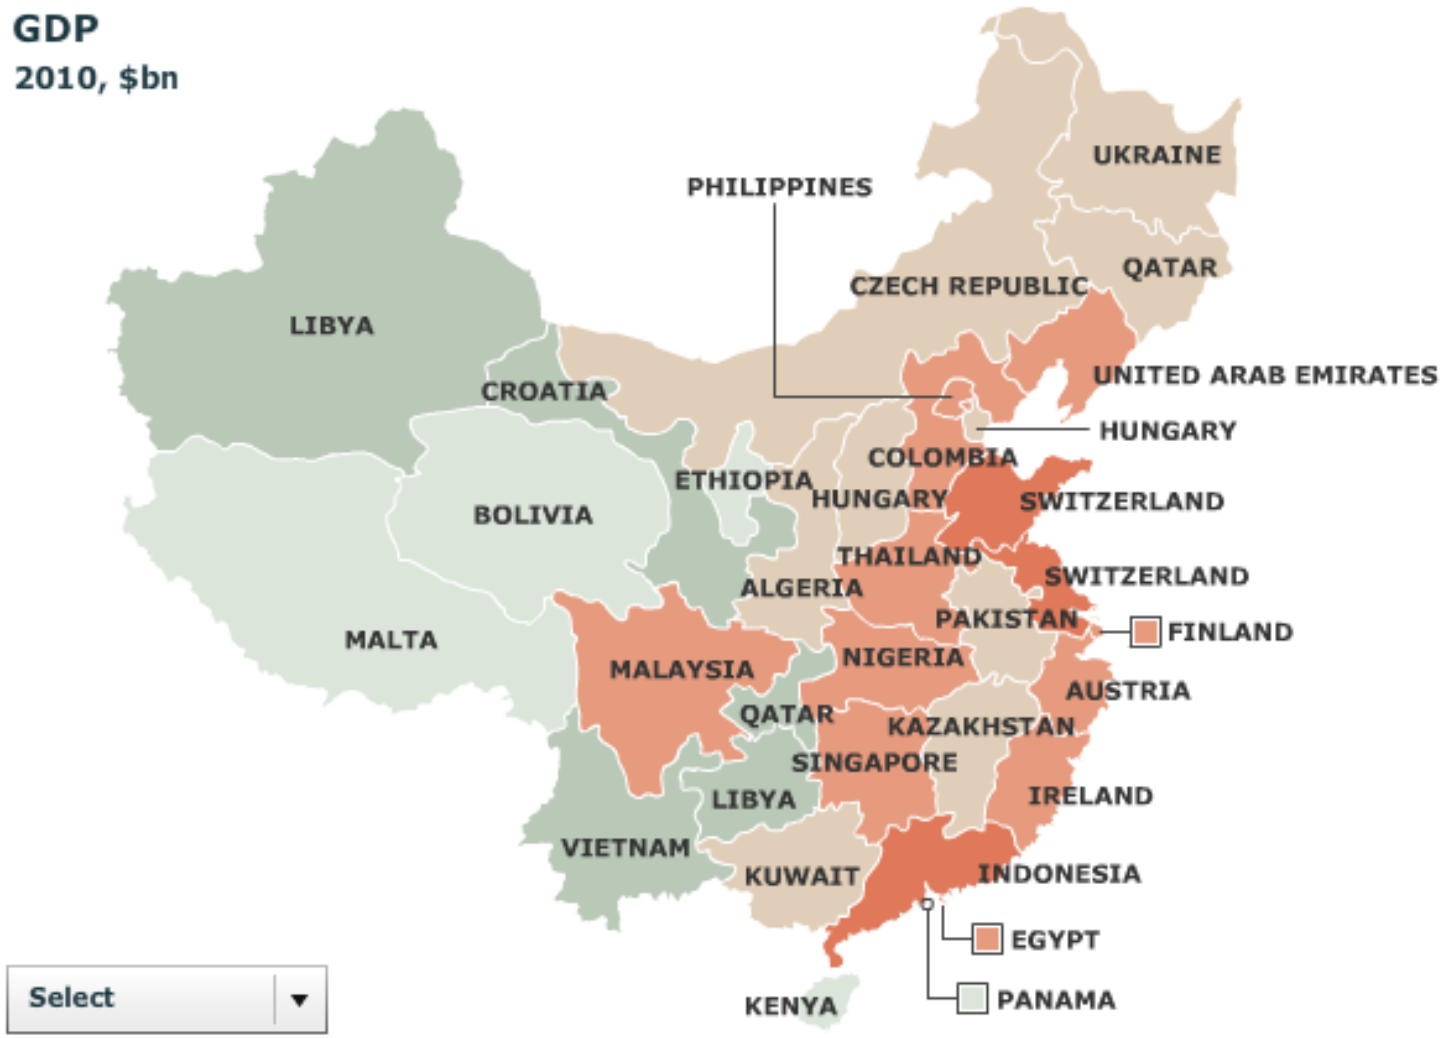 GDP
2010, $bn
UKRAINE
PHILIPPINES
QATAR
CZECH REPUBLIC
LIBYA
UNITED ARAB EMIRATES
CROATIA
HUNGARY
COLOMBIA
ETHIOPIA
HUNGARY
SWITZERLAND
BOLIVIA
THAILAND
SWITZERLAND
ALGERIA
PAKISTAN
FINLAND
MALTA
NIGERIA
MALAYSIA
AUSTRIA
QATAR
KAZAKHSTAN
SINGAPORE
IRELAND
LIBYA
VIETNAM
INDONESIA
KUWAIT
EGYPT
Select
PANAMA
KENYA